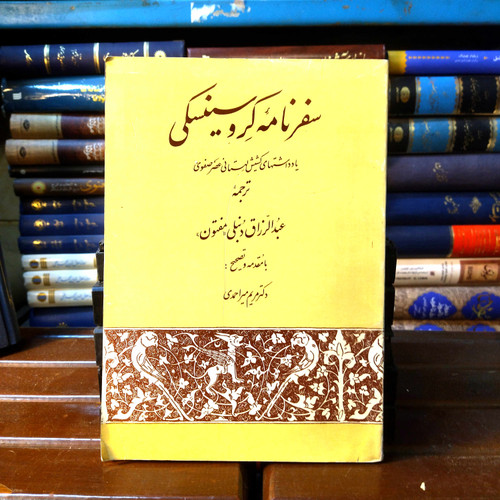 سفرنامه کروسینسکی
یادداشتهای کشیش لهستانی عصر صفوی
ترجمهٔ
عبدالرزاق دنبلی «مفتون»
با مقدمه و تصحیح:
دکتر مریم میراحمدی